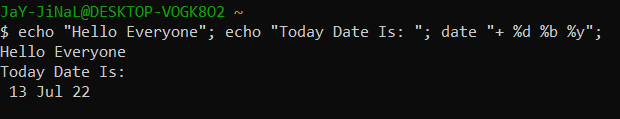 JaY-JiNaL@DESKTOP-VOGK8O2 ~
$ echo "Hello Everyone"; echo "Today Date Is: "; date "+ %d %b %y";
Hello Everyone
Today Date Is:
 13 Jul 22